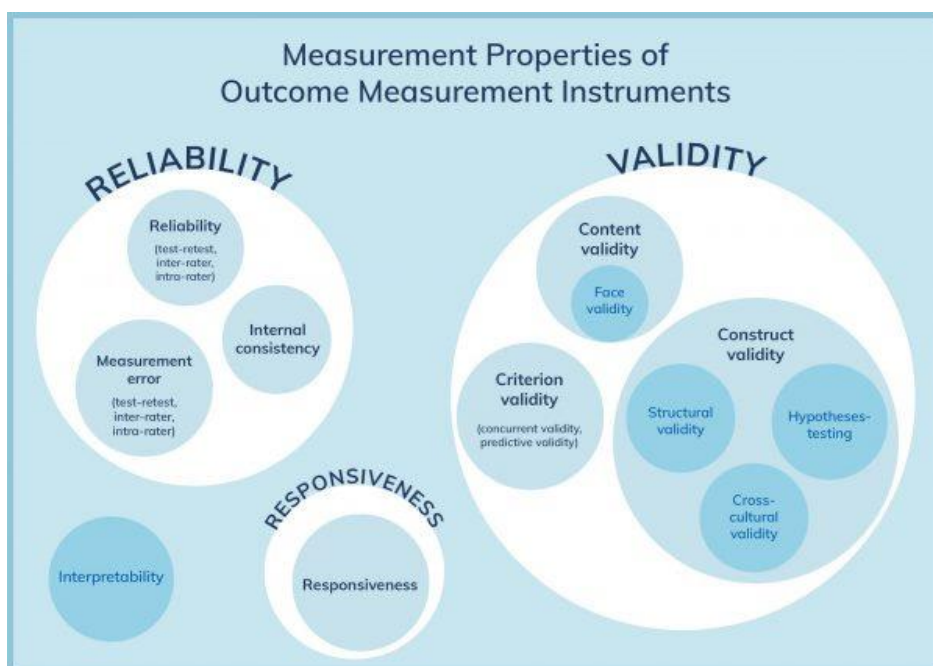 Measurement Properties of
Outcome Measurement Instruments
RELIABILITY
Reliability
(test-retest,
inter-rater,
intra-rater)
Internal
consistency
Measurement
error
(test-retest,
inter-rater,
intra-rater)
VALIDITY
Content
validity
Face
validity
Criterion
validity
(concurrent validity,
predictive validity)
Construct
validity
Structural
validity
Hypotheses-
testing
Cross-
cultural
validity
RESPONSIVENESS
Responsiveness
Interpretability